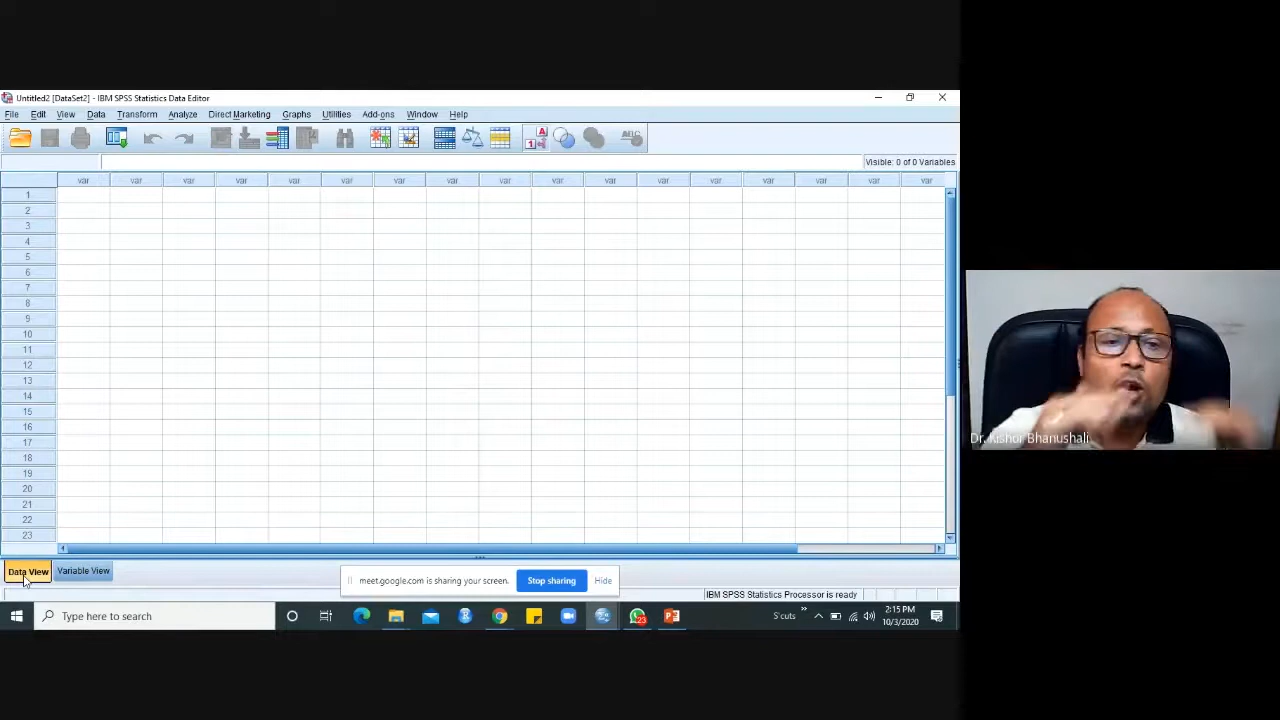 Untitled2 [DataSet2] - IBM SPSS Statistics Data Editor
File Edit View Data Transform Analyze Direct Marketing Graphs Utilities Add-ons Window Help
Visible: 0 of 0 Variables
var var var var var var var var var var var var var var var var var
1
2
3
4
5
6
7
8
9
10
11
12
13
14
15
16
17
18
19
20
21
22
23
Data View Variable View
meet.google.com is sharing your screen. Stop sharing Hide
IBM SPSS Statistics Processor is ready
Type here to search
23
S'cuts
2:15 PM
10/3/2020
Dr. Kishor Bhanushali